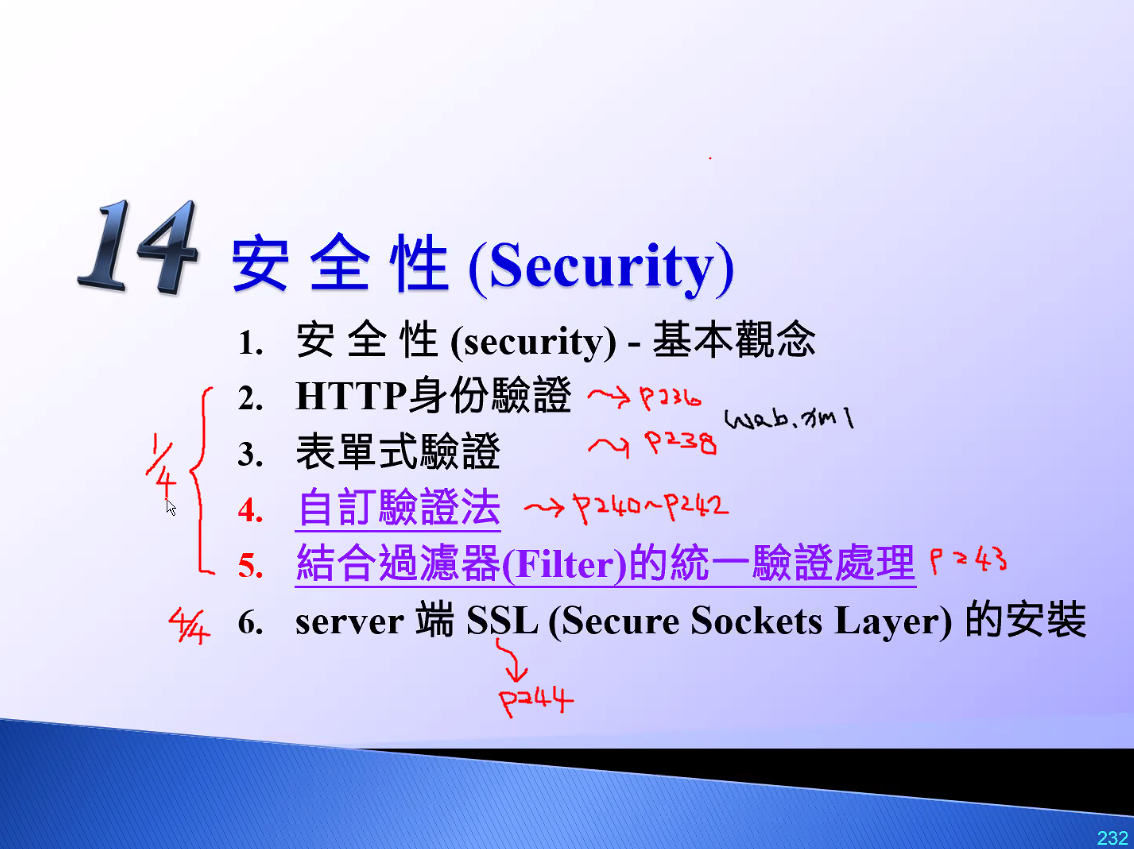 14 安 全 性 (Security)
1. 安 全 性 (security) - 基本觀念
2. HTTP身份驗證 P236
web.xml
3. 表單式驗證 P238
4. 自訂驗證法 P240~P242
1/4
5. 結合過濾器(Filter)的統一驗證處理 P243
4/4 6. server 端 SSL (Secure Sockets Layer) 的安裝
P244
232